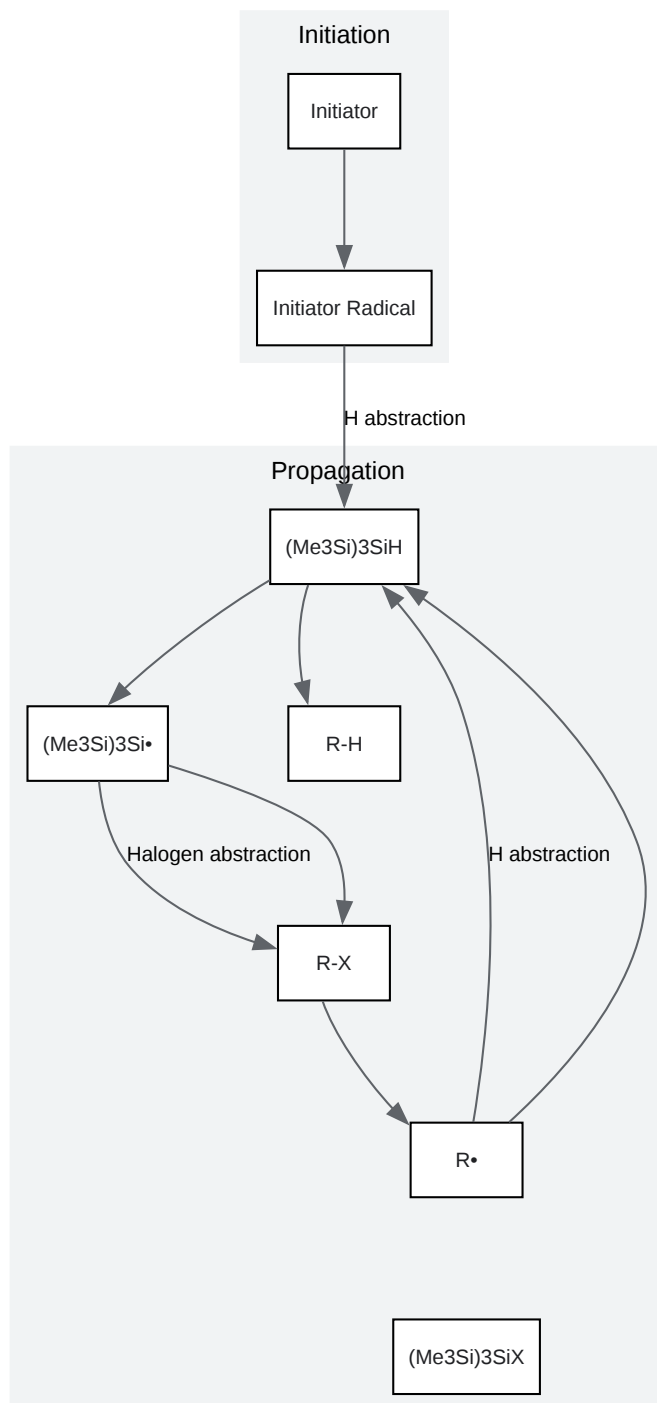 Initiation
Initiator
Initiator Radical
H abstraction
Propagation
(Me3Si)3SiH
(Me3Si)3Si•
R-H
Halogen abstraction
H abstraction
R-X
R•
(Me3Si)3SiX